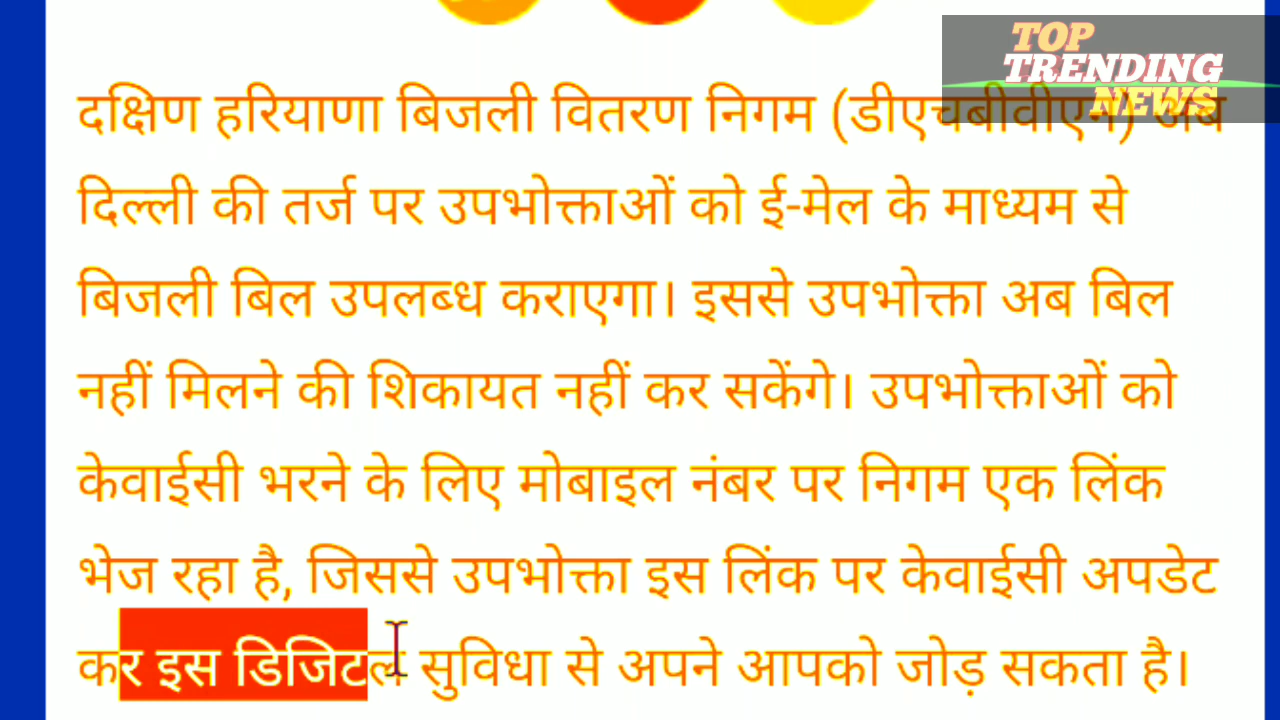 TOP
TRENDING
NEWS
दक्षिण हरियाणा बिजली वितरण निगम (डीएचबीवीएन) अब
दिल्ली की तर्ज पर उपभोक्ताओं को ई-मेल के माध्यम से
बिजली बिल उपलब्ध कराएगा। इससे उपभोक्ता अब बिल
नहीं मिलने की शिकायत नहीं कर सकेंगे। उपभोक्ताओं को
केवाईसी भरने के लिए मोबाइल नंबर पर निगम एक लिंक
भेज रहा है, जिससे उपभोक्ता इस लिंक पर केवाईसी अपडेट
कर इस डिजिटल सुविधा से अपने आपको जोड़ सकता है।